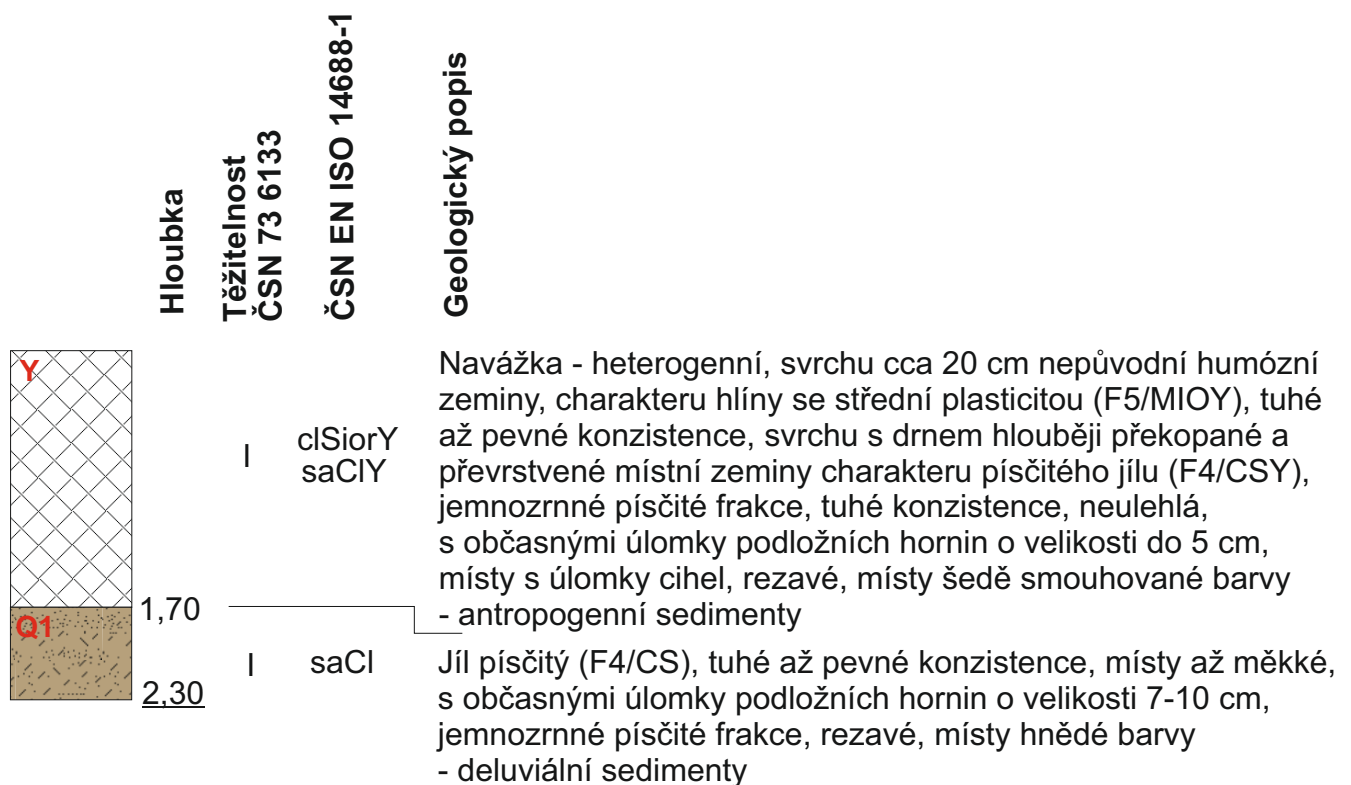 Hloubka
Těžitelnost
ČSN 73 6133
ČSN EN ISO 14688-1
Geologický popis
Y
I
clSiorY
saClY
Navážka - heterogenní, svrchu cca 20 cm nepůvodní humózní
zeminy, charakteru hlíny se střední plasticitou (F5/MIOY), tuhé
až pevné konzistence, svrchu s drnem hlouběji překopané a
převrstvené místní zeminy charakteru písčitého jílu (F4/CSY),
jemnozrnné písčité frakce, tuhé konzistence, neulehlá,
s občasnými úlomky podložních hornin o velikosti do 5 cm,
místy s úlomky cihel, rezavé, místy šedě smouhované barvy
- antropogenní sedimenty
1,70
Q1
I
saCl
Jíl písčitý (F4/CS), tuhé až pevné konzistence, místy až měkké,
s občasnými úlomky podložních hornin o velikosti 7-10 cm,
jemnozrnné písčité frakce, rezavé, místy hnědé barvy
- deluviální sedimenty
2,30